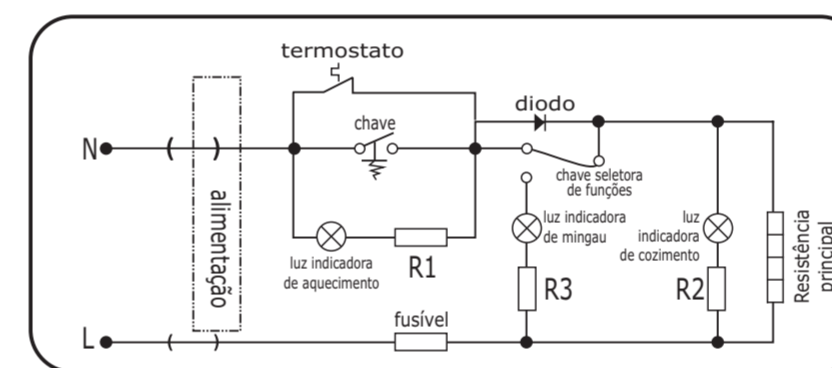 termostato
diodo
chave
N
chave seletora
de funções
alimentação
luz indicadora
de mingau
luz
indicadora
de cozimento
Resistência
principal
luz indicadora
de aquecimento
R1
R3
R2
fusível
L